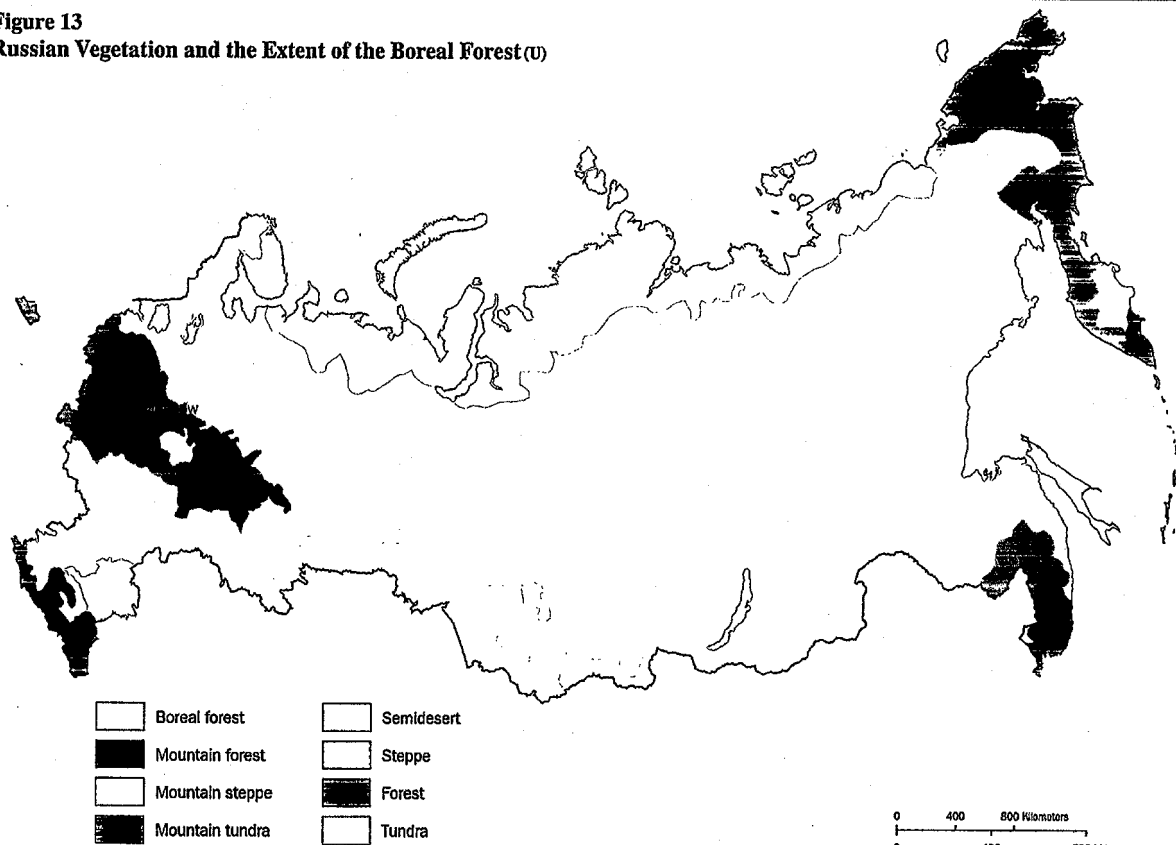 Figure 13
Russian Vegetation and the Extent of the Boreal Forest (U)
Boreal forest
Mountain forest
Mountain steppe
Mountain tundra
Semidesert
Steppe
Forest
Tundra
0 400 800 Kilometers